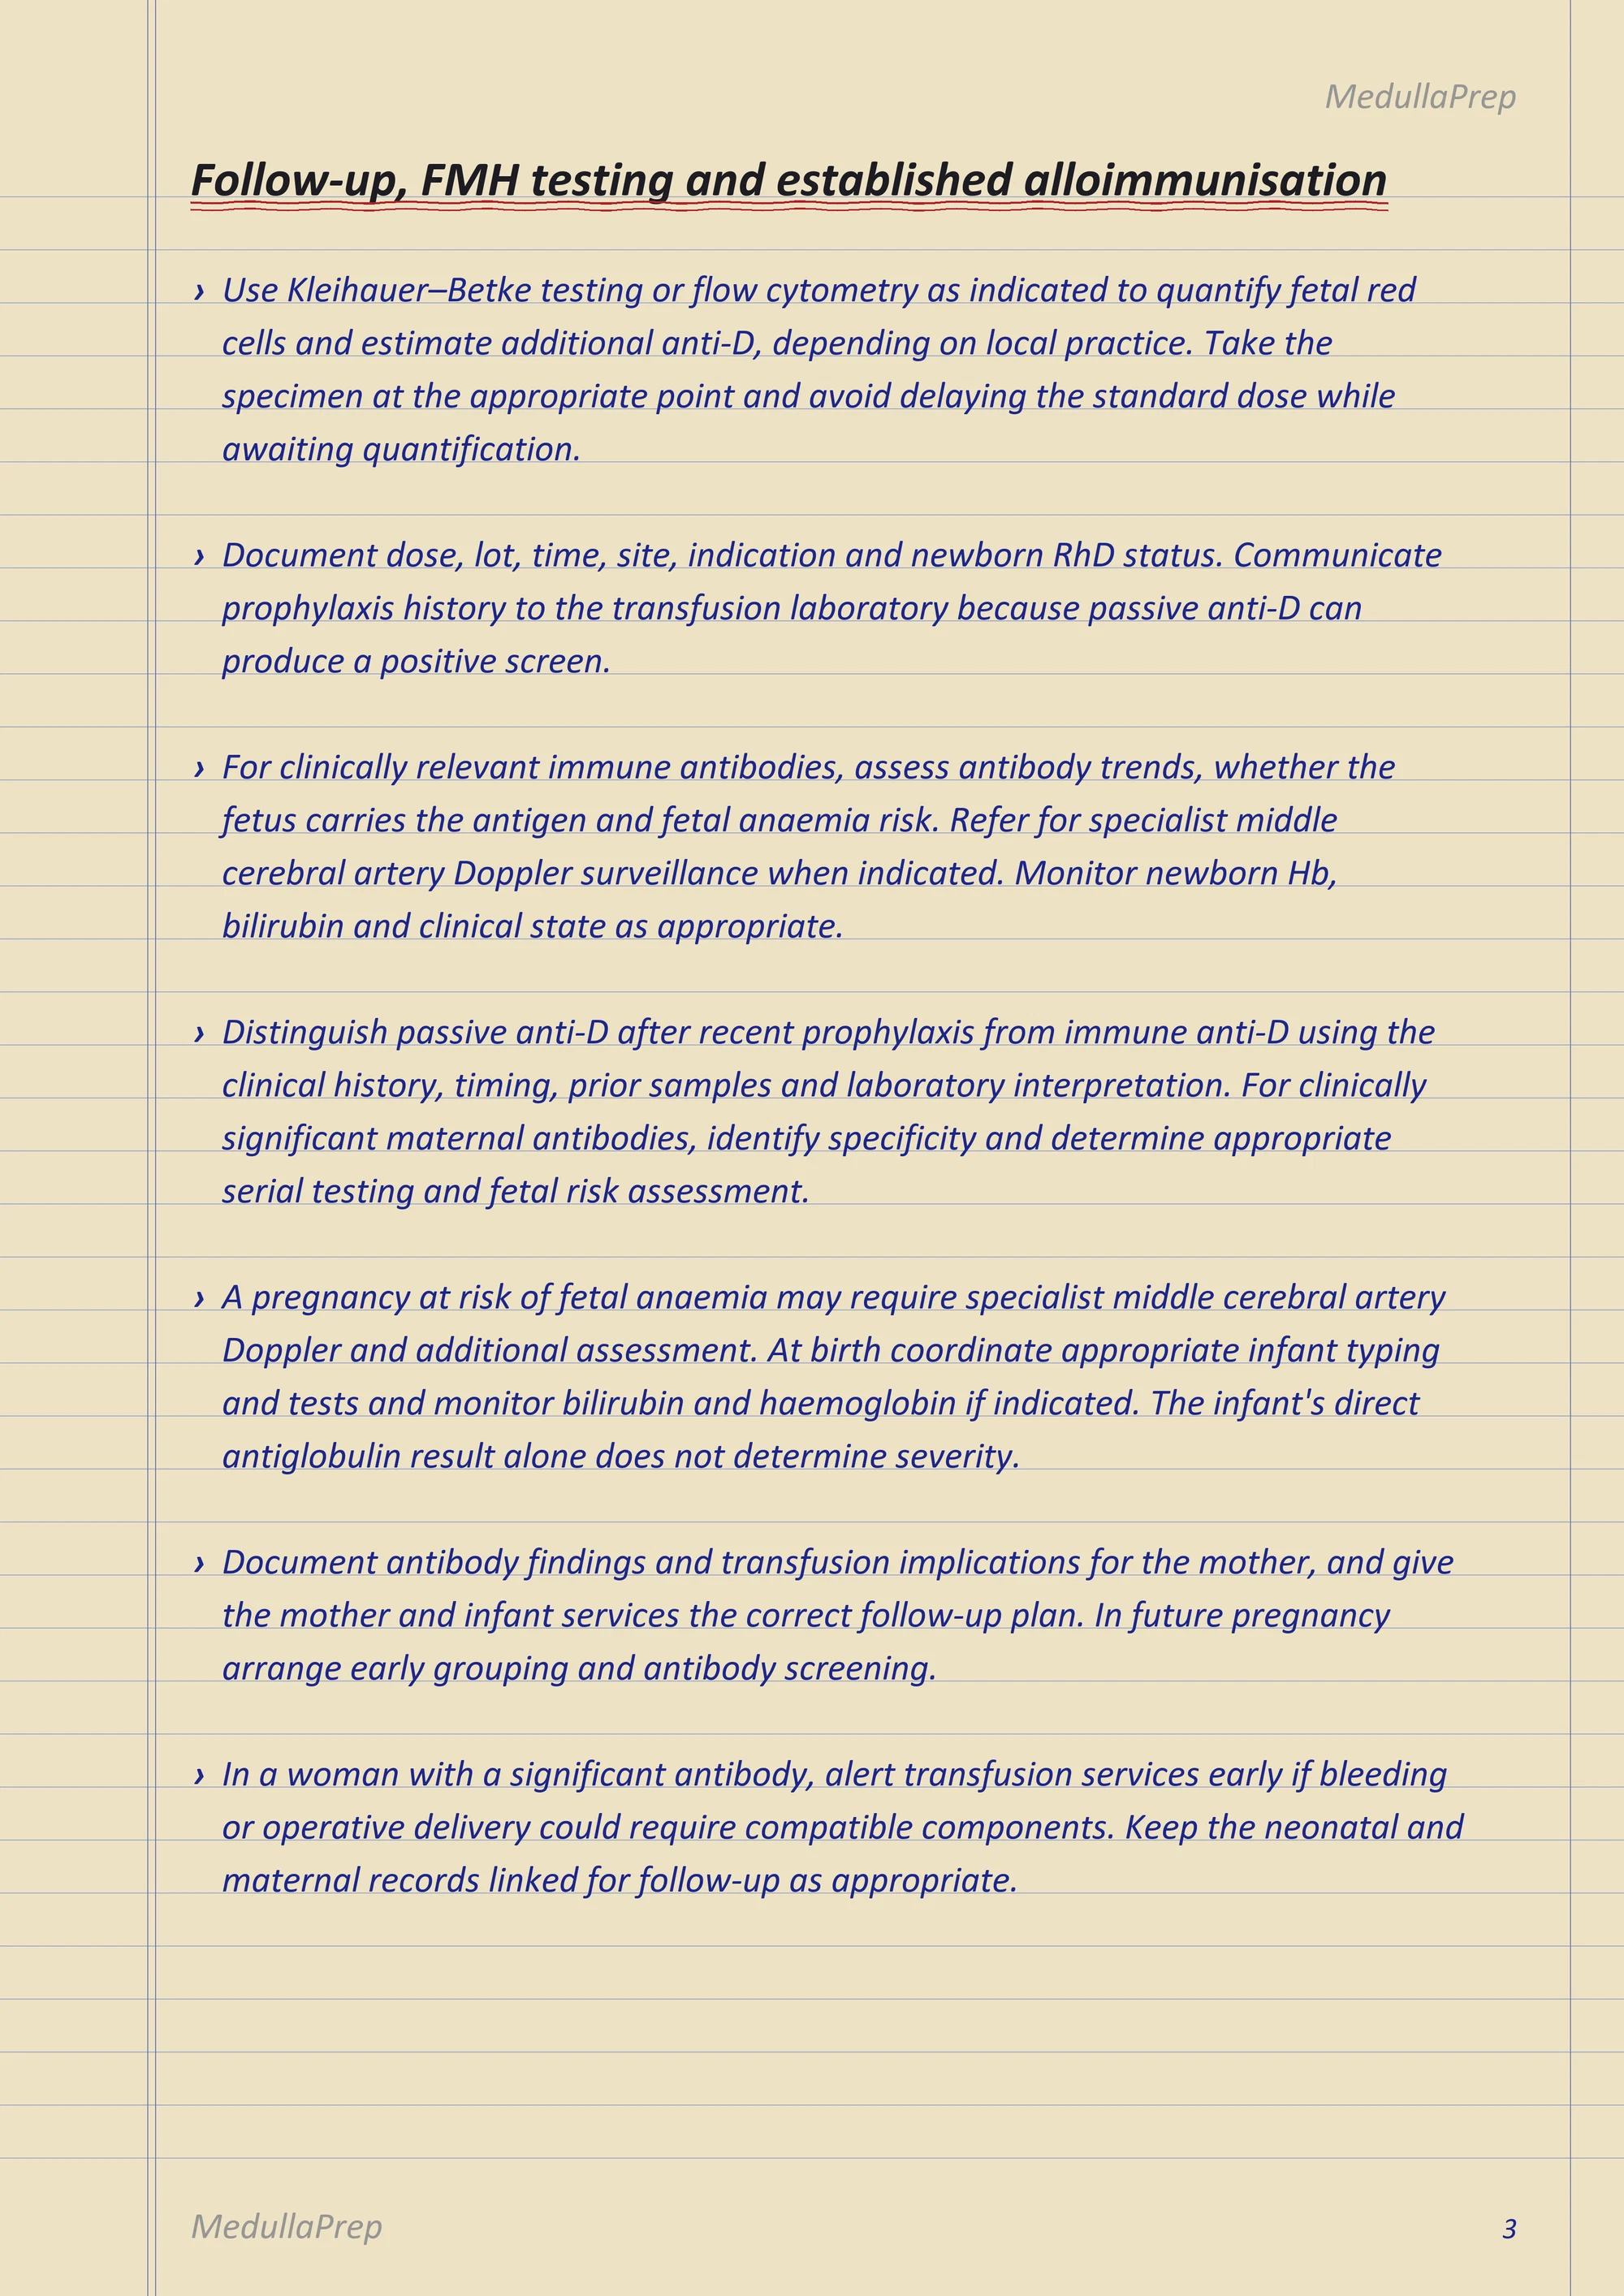 MedullaPrep
Follow-up, FMH testing and established alloimmunisation
› Use Kleihauer–Betke testing or flow cytometry as indicated to quantify fetal red
cells and estimate additional anti-D, depending on local practice. Take the
specimen at the appropriate point and avoid delaying the standard dose while
awaiting quantification.
› Document dose, lot, time, site, indication and newborn RhD status. Communicate
prophylaxis history to the transfusion laboratory because passive anti-D can
produce a positive screen.
› For clinically relevant immune antibodies, assess antibody trends, whether the
fetus carries the antigen and fetal anaemia risk. Refer for specialist middle
cerebral artery Doppler surveillance when indicated. Monitor newborn Hb,
bilirubin and clinical state as appropriate.
› Distinguish passive anti-D after recent prophylaxis from immune anti-D using the
clinical history, timing, prior samples and laboratory interpretation. For clinically
significant maternal antibodies, identify specificity and determine appropriate
serial testing and fetal risk assessment.
› A pregnancy at risk of fetal anaemia may require specialist middle cerebral artery
Doppler and additional assessment. At birth coordinate appropriate infant typing
and tests and monitor bilirubin and haemoglobin if indicated. The infant's direct
antiglobulin result alone does not determine severity.
› Document antibody findings and transfusion implications for the mother, and give
the mother and infant services the correct follow-up plan. In future pregnancy
arrange early grouping and antibody screening.
› In a woman with a significant antibody, alert transfusion services early if bleeding
or operative delivery could require compatible components. Keep the neonatal and
maternal records linked for follow-up as appropriate.
MedullaPrep
3